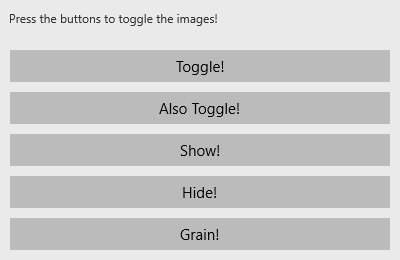 Press the buttons to toggle the images!
Toggle!
Also Toggle!
Show!
Hide!
Grain!